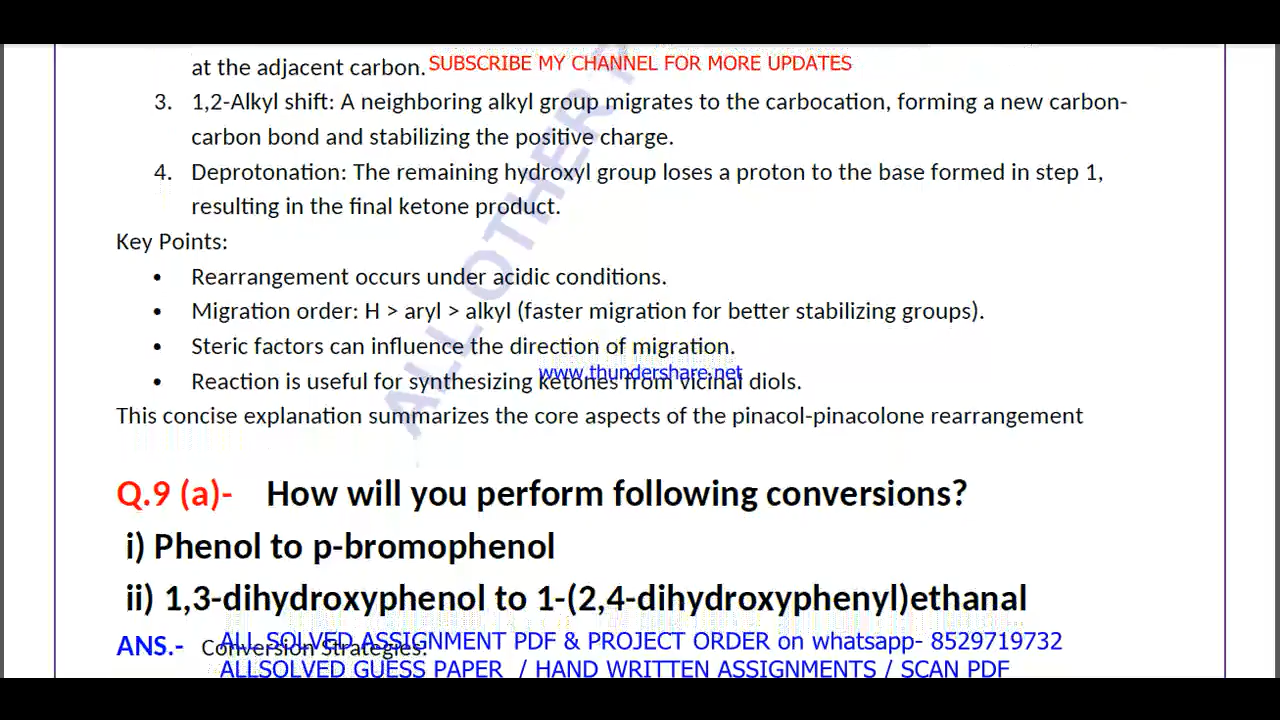 at the adjacent carbon. SUBSCRIBE MY CHANNEL FOR MORE UPDATES
3. 1,2-Alkyl shift: A neighboring alkyl group migrates to the carbocation, forming a new carbon-
carbon bond and stabilizing the positive charge.
4. Deprotonation: The remaining hydroxyl group loses a proton to the base formed in step 1,
resulting in the final ketone product.
Key Points:
• Rearrangement occurs under acidic conditions.
• Migration order: H > aryl > alkyl (faster migration for better stabilizing groups).
• Steric factors can influence the direction of migration.
www.thundershare.net
• Reaction is useful for synthesizing ketones from vicinal diols.
This concise explanation summarizes the core aspects of the pinacol-pinacolone rearrangement
ALL OTHER
Q.9 (a)- How will you perform following conversions?
i) Phenol to p-bromophenol
ii) 1,3-dihydroxyphenol to 1-(2,4-dihydroxyphenyl)ethanal
ANS.- Conversion Strategies:
ALL SOLVED ASSIGNMENT PDF & PROJECT ORDER on whatsapp- 8529719732
ALLSOLVED GUESS PAPER / HAND WRITTEN ASSIGNMENTS / SCAN PDF